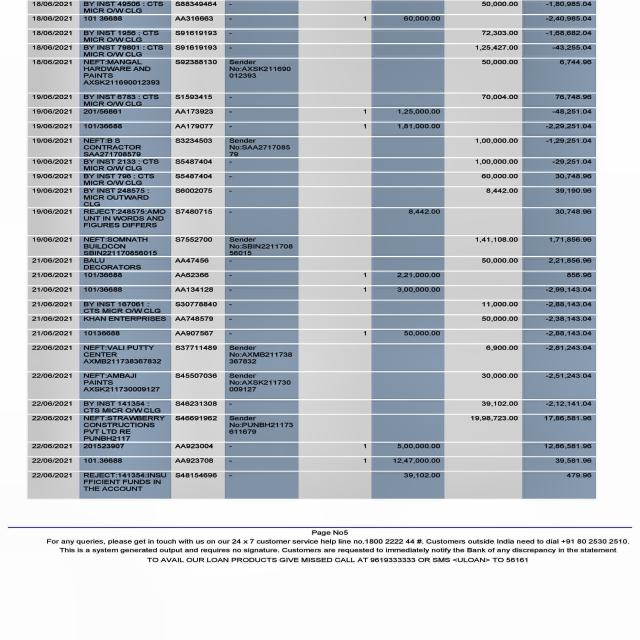 18/06/2021 BY INST 49506 : CTS MICR O/W CLG S88349464 - 50,000.00 -1,80,985.04
18/06/2021 101 36688 AA316663 - 1 60,000.00 -2,40,985.04
18/06/2021 BY INST 1956 : CTS MICR O/W CLG S91619193 - 72,303.00 -1,68,682.04
18/06/2021 BY INST 79801 : CTS MICR O/W CLG S91619193 - 1,25,427.00 -43,255.04
18/06/2021 NEFT:MANGAL HARDWARE AND PAINTS AXSK211690012393 S92388130 Sender No:AXSK211690 012393 50,000.00 6,744.96
19/06/2021 BY INST 6783 : CTS MICR O/W CLG S1593415 - 70,004.00 76,748.96
19/06/2021 201/56861 AA173923 - 1 1,25,000.00 -48,251.04
19/06/2021 101/36688 AA179077 - 1 1,81,000.00 -2,29,251.04
19/06/2021 NEFT:B S CONTRACTOR SAA271708579 S3234503 Sender No:SAA2717085 79 1,00,000.00 -1,29,251.04
19/06/2021 BY INST 2133 : CTS MICR O/W CLG S5487404 - 1,00,000.00 -29,251.04
19/06/2021 BY INST 796 : CTS MICR O/W CLG S5487404 - 60,000.00 30,748.96
19/06/2021 BY INST 248575 : MICR OUTWARD CLG S6002075 - 8,442.00 39,190.96
19/06/2021 REJECT:248575:AMO UNT IN WORDS AND FIGURES DIFFERS S7480715 - 8,442.00 30,748.96
19/06/2021 NEFT:SOMNATH BUILDCON SBIN221170856015 S7552700 Sender No:SBIN2211708 56015 1,41,108.00 1,71,856.96
21/06/2021 BALU DECORATORS AA47456 - 50,000.00 2,21,856.96
21/06/2021 101/36688 AA62366 - 1 2,21,000.00 856.96
21/06/2021 101/36688 AA134128 - 1 3,00,000.00 -2,99,143.04
21/06/2021 BY INST 167061 : CTS MICR O/W CLG S30778840 - 11,000.00 -2,88,143.04
21/06/2021 KHAN ENTERPRISES AA748579 - 50,000.00 -2,38,143.04
21/06/2021 10136688 AA907567 - 1 50,000.00 -2,88,143.04
22/06/2021 NEFT:VALI PUTTY CENTER AXMB211738367832 S37711489 Sender No:AXMB211738 367832 6,900.00 -2,81,243.04
22/06/2021 NEFT:AMBAJI PAINTS AXSK211730009127 S45507036 Sender No:AXSK211730 009127 30,000.00 -2,51,243.04
22/06/2021 BY INST 141354 : CTS MICR O/W CLG S46231308 - 39,102.00 -2,12,141.04
22/06/2021 NEFT:STRAWBERRY CONSTRUCTIONS PVT LTD RE PUNBH2117 S46691962 Sender No:PUNBH21173 611679 19,98,723.00 17,86,581.96
22/06/2021 201523907 AA923004 - 1 5,00,000.00 12,86,581.96
22/06/2021 101.36688 AA923708 - 1 12,47,000.00 39,581.96
22/06/2021 REJECT:141354:INSU FFICIENT FUNDS IN THE ACCOUNT S48154696 - 39,102.00 479.96
Page No5
For any queries, please get in touch with us on our 24 x 7 customer service help line no.1800 2222 44 #. Customers outside India need to dial +91 80 2530 2510.
This is a system generated output and requires no signature. Customers are requested to immediately notify the Bank of any discrepancy in the statement
TO AVAIL OUR LOAN PRODUCTS GIVE MISSED CALL AT 9619333333 OR SMS <ULOAN> TO 56161